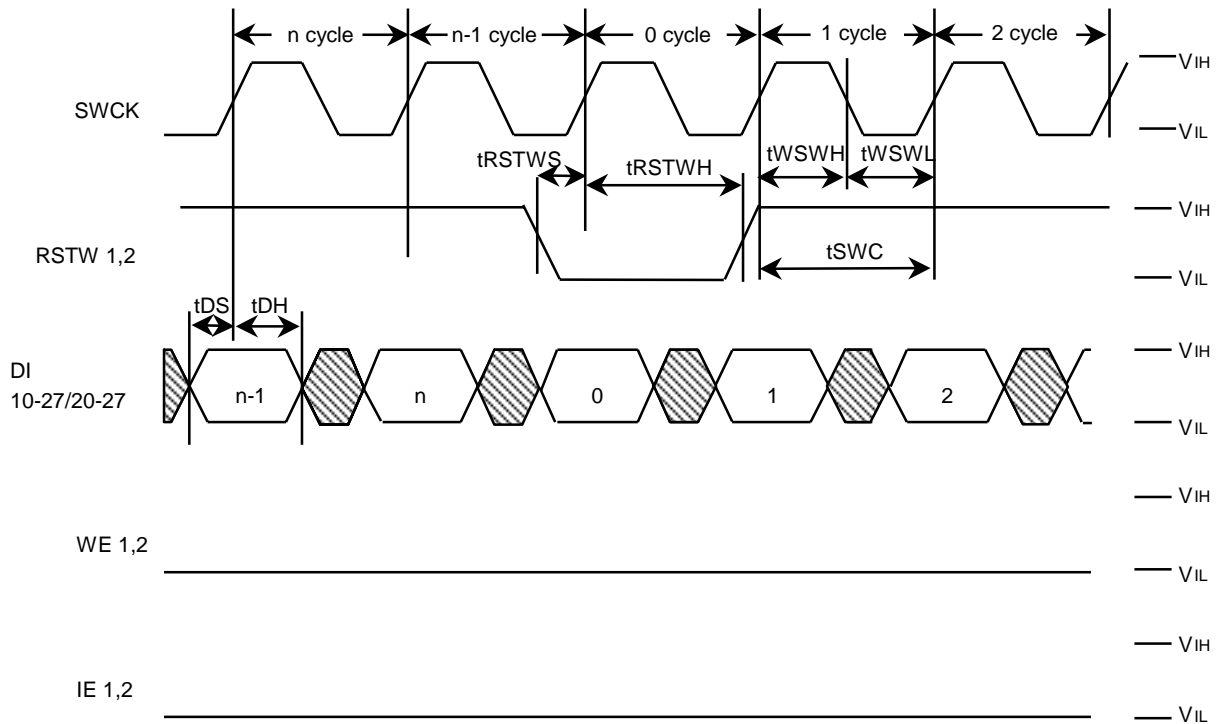 n cycle n-1 cycle 0 cycle 1 cycle 2 cycle
VIH
SWCK
VIL
tRSTWS tRSTWH tWSWH tWSWL
VIH
RSTW 1,2
tSWC
VIL
tDS tDH
VIH
DI
10-27/20-27
n-1 n 0 1 2
VIL
VIH
WE 1,2
VIL
VIH
IE 1,2
VIL